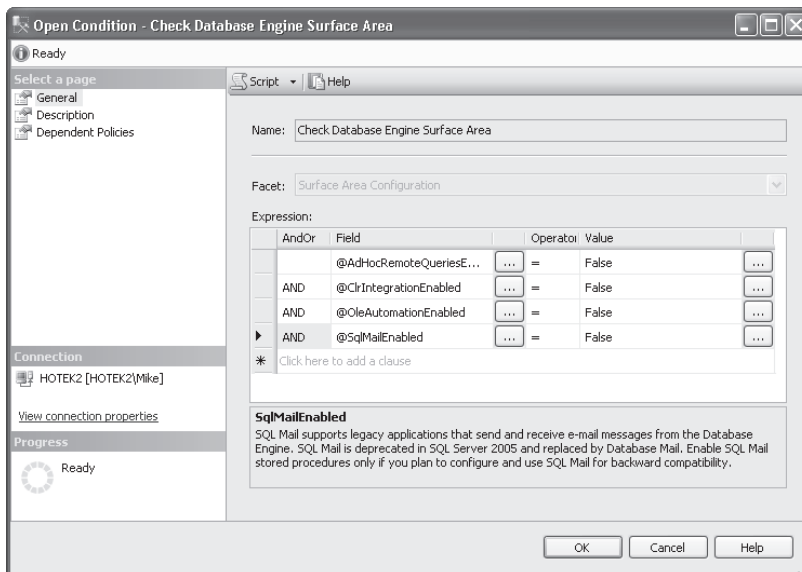 Open Condition - Check Database Engine Surface Area
Ready
Select a page
General
Description
Dependent Policies
Script
Help
Name: Check Database Engine Surface Area
Facet: Surface Area Configuration
Expression:
AndOr Field Operator Value
@AdHocRemoteQueriesE... ... = False ...
AND @ClrIntegrationEnabled ... = False ...
AND @OleAutomationEnabled ... = False ...
AND @SqlMailEnabled ... = False ...
Click here to add a clause
Connection
HOTEK2 [HOTEK2\Mike]
View connection properties
Progress
Ready
SqlMailEnabled
SQL Mail supports legacy applications that send and receive e-mail messages from the Database
Engine. SQL Mail is deprecated in SQL Server 2005 and replaced by Database Mail. Enable SQL Mail
stored procedures only if you plan to configure and use SQL Mail for backward compatibility.
OK Cancel Help